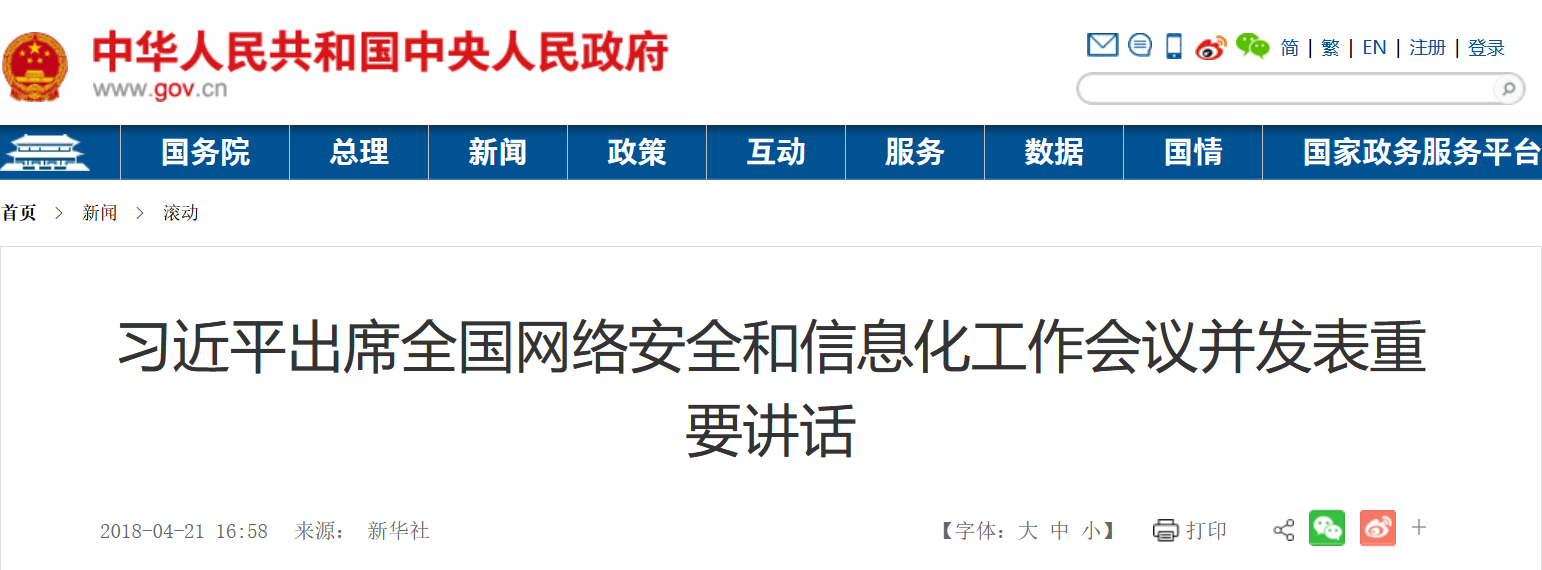 中华人民共和国中央人民政府
www.gov.cn
简 | 繁 | EN | 注册 | 登录
国务院 总理 新闻 政策 互动 服务 数据 国情 国家政务服务平台
首页 > 新闻 > 滚动
习近平出席全国网络安全和信息化工作会议并发表重
要讲话
2018-04-21 16:58 来源： 新华社 【字体：大 中 小】 打印 +